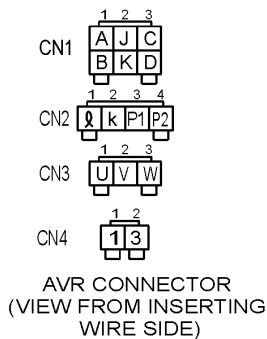 1 2 3
CN1
A J C
B K D
1 2 3 4
CN2
ℓ k P1 P2
1 2 3
CN3
U V W
1 2
CN4
1 3
AVR CONNECTOR
(VIEW FROM INSERTING
WIRE SIDE)